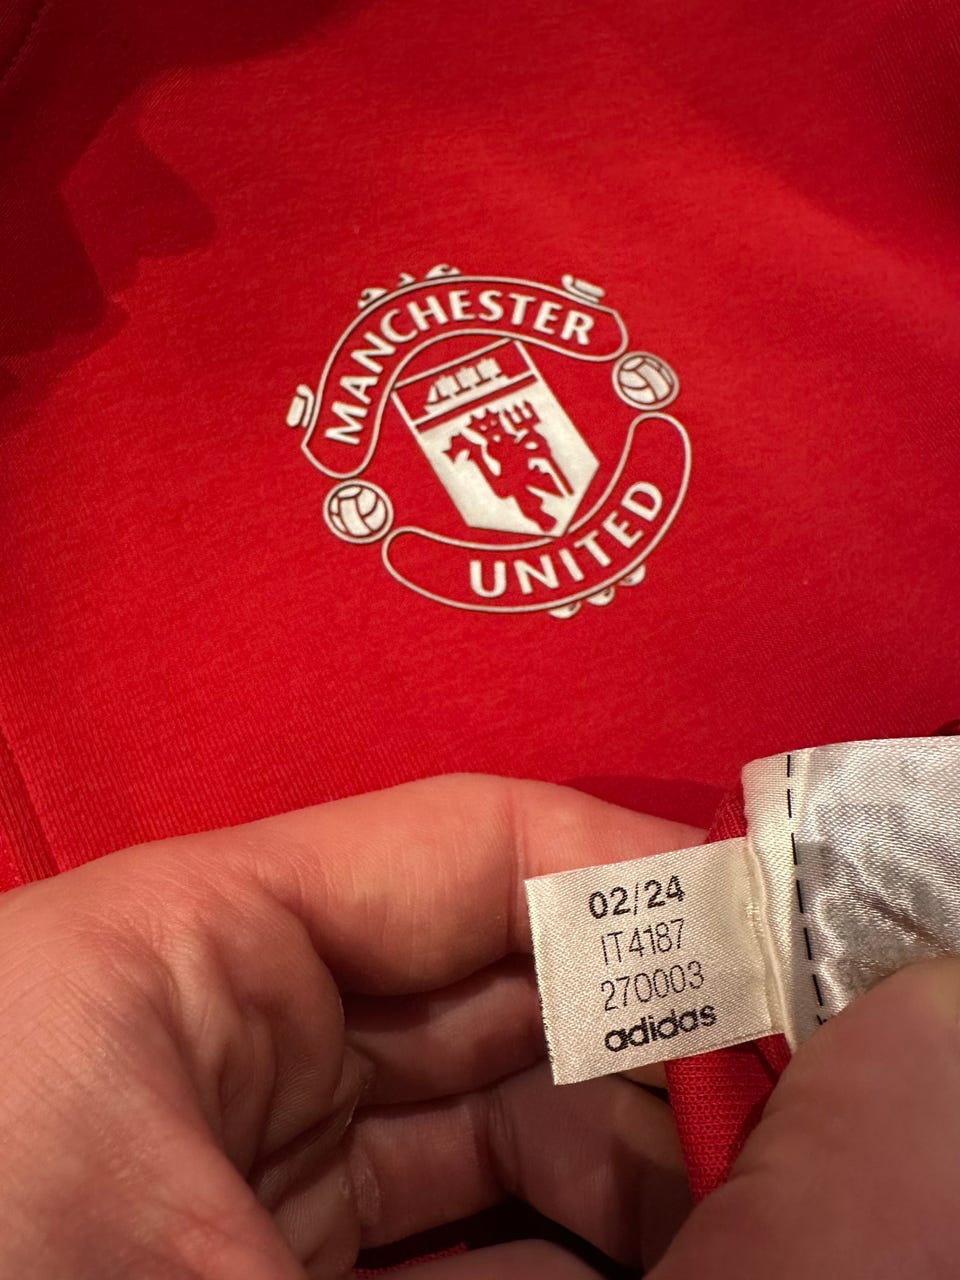 MANCHESTER
UNITED
02/24
IT4187
270003
adidas